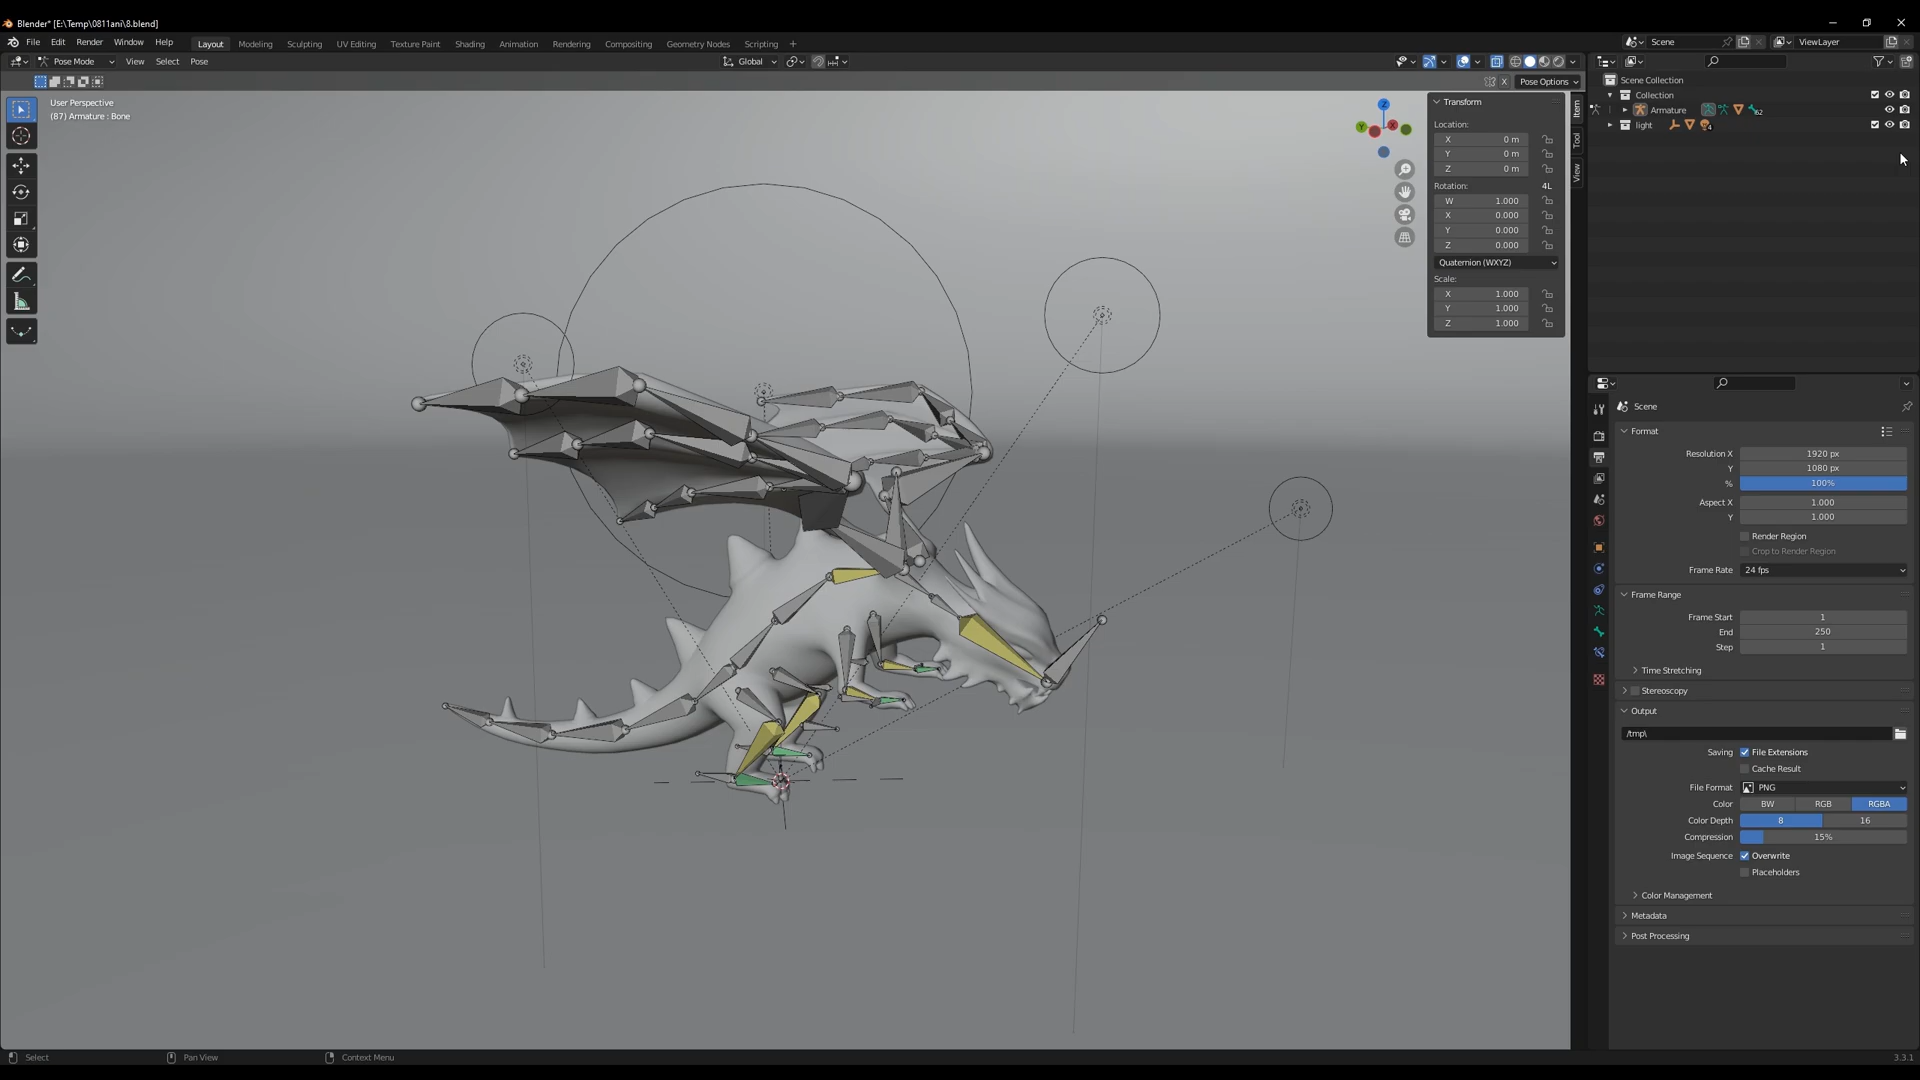 Blender* [E:\Temp\0811ani\8.blend]
File Edit Render Window Help Layout Modeling Sculpting UV Editing Texture Paint Shading Animation Rendering Compositing Geometry Nodes Scripting + Scene ViewLayer
Pose Mode View Select Pose Global
X Pose Options
User Perspective
(87) Armature : Bone
Z
Y
X
Transform
Location:
X 0 m
Y 0 m
Z 0 m
Rotation: 4L
W 1.000
X 0.000
Y 0.000
Z 0.000
Quaternion (WXYZ)
Scale:
X 1.000
Y 1.000
Z 1.000
Item
Tool
View
Scene Collection
Collection
Armature 62
light 4
Scene
Format
Resolution X 1920 px
Y 1080 px
% 100%
Aspect X 1.000
Y 1.000
Render Region
Crop to Render Region
Frame Rate 24 fps
Frame Range
Frame Start 1
End 250
Step 1
Time Stretching
Stereoscopy
Output
/tmp\
Saving File Extensions
Cache Result
File Format PNG
Color BW RGB RGBA
Color Depth 8 16
Compression 15%
Image Sequence Overwrite
Placeholders
Color Management
Metadata
Post Processing
Select Pan View Context Menu 3.3.1